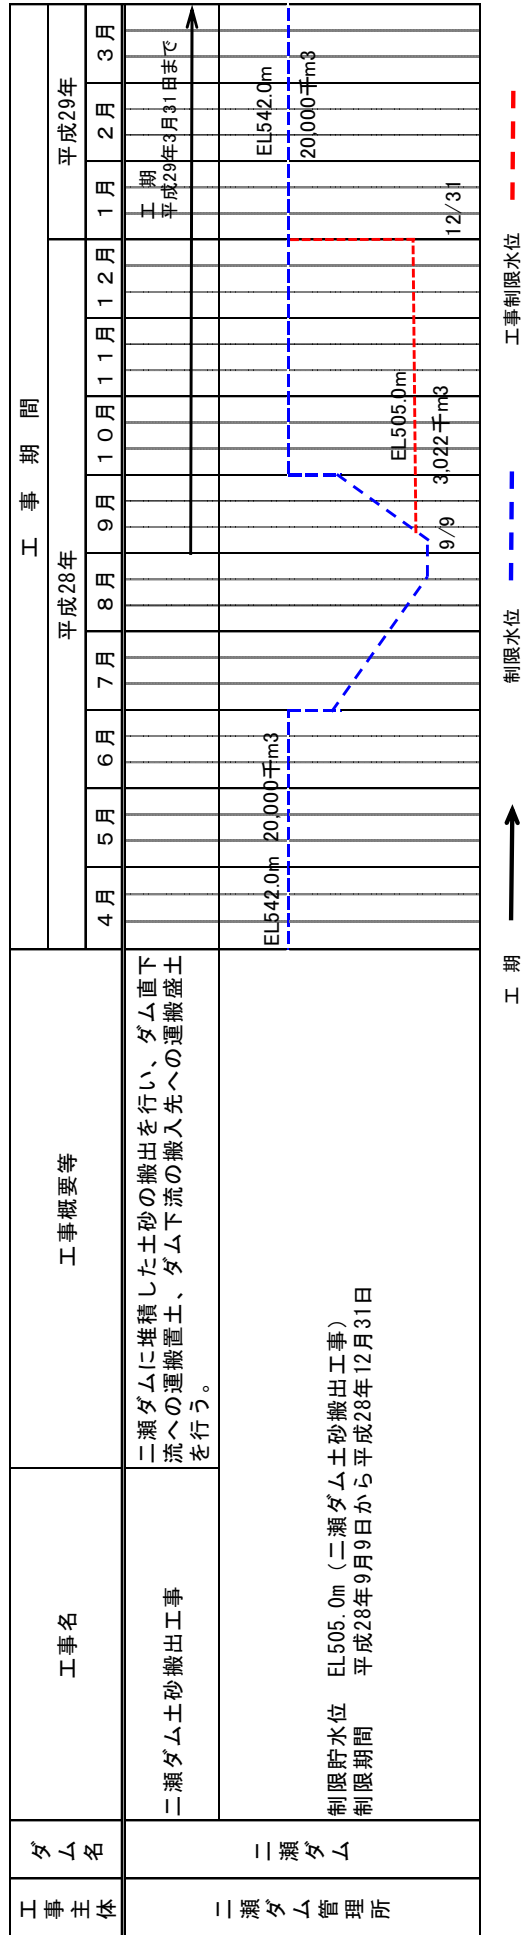 工事主体
ダム名
工事名
工事概要等
工 事 期 間
平成28年
平成29年
4月
5月
6月
7月
8月
9月
10月
11月
12月
1月
2月
3月
二瀬ダム管理所
二瀬ダム
二瀬ダム土砂搬出工事
二瀬ダムに堆積した土砂の搬出を行い、ダム直下
流への運搬置土、ダム下流の搬入先への運搬盛土
を行う。
工 期
平成29年3月31日まで
制限貯水位 EL505.0m（二瀬ダム土砂搬出工事）
制限期間 平成28年9月9日から平成28年12月31日
EL542.0m 20,000千m3
EL505.0m
3,022千m3
9/9
12/31
EL542.0m
20,000千m3
工 期
制限水位
工事制限水位